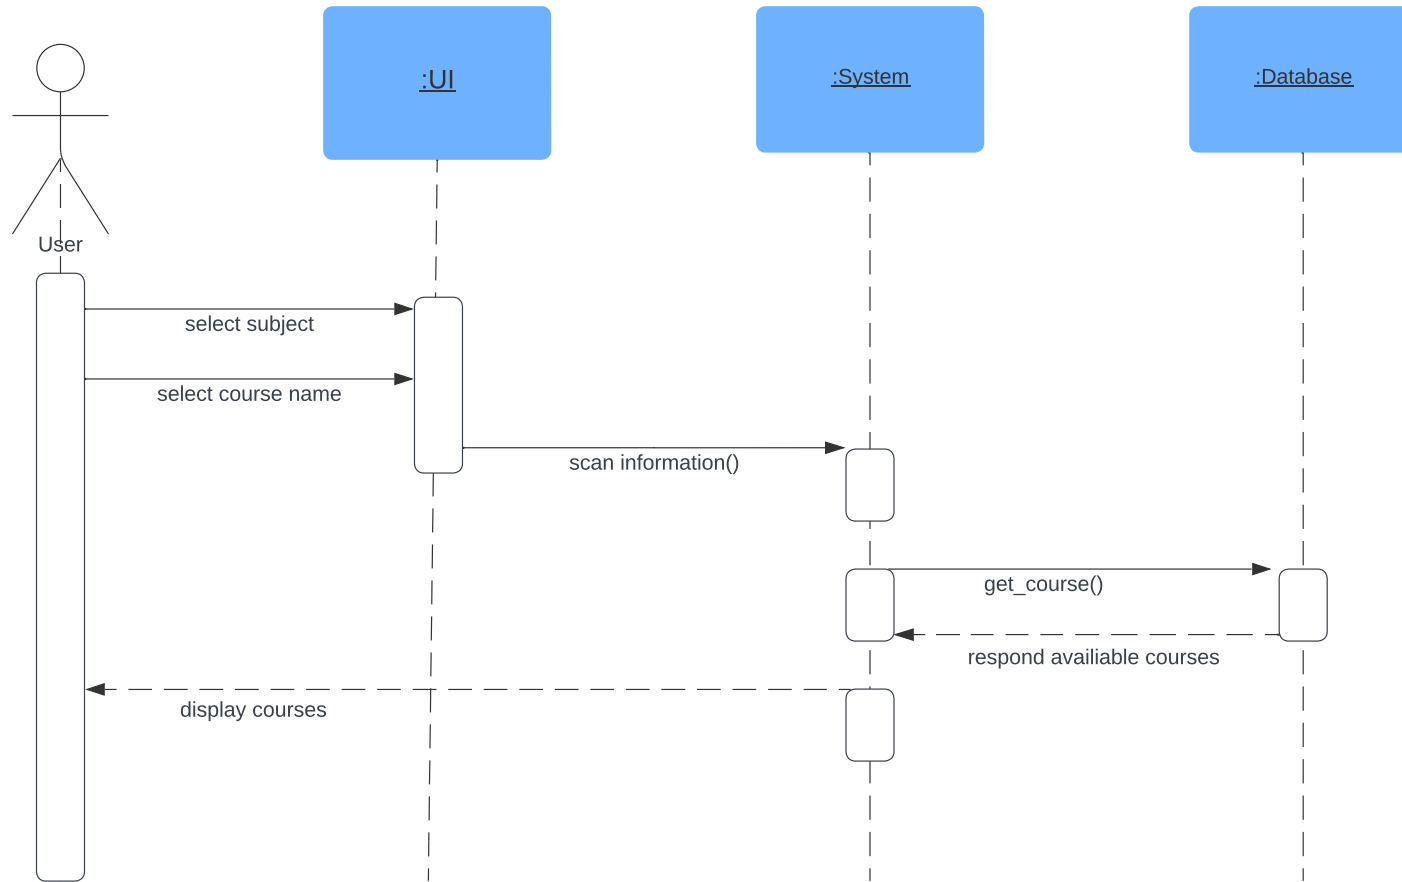 :UI
:System
:Database
User
select subject
select course name
scan information()
get_course()
respond availiable courses
display courses